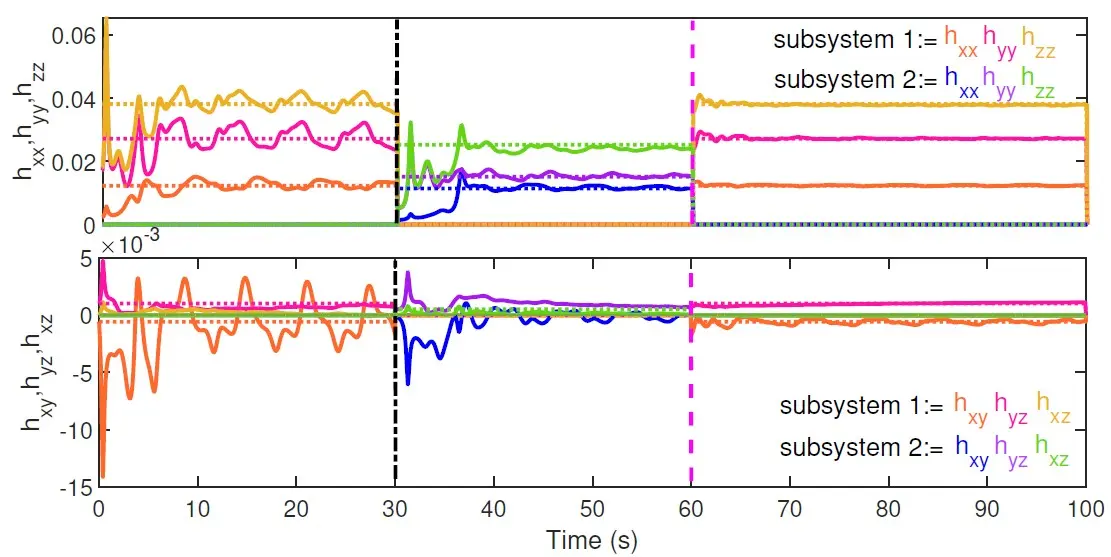 0.06
0.04
0.02
0
h_xx,h_yy,h_zz
subsystem 1:= h_xx h_yy h_zz
subsystem 2:= h_xx h_yy h_zz
×10^-3
5
0
-5
-10
-15
h_xy,h_yz,h_xz
subsystem 1:= h_xy h_yz h_xz
subsystem 2:= h_xy h_yz h_xz
0 10 20 30 40 50 60 70 80 90 100
Time (s)